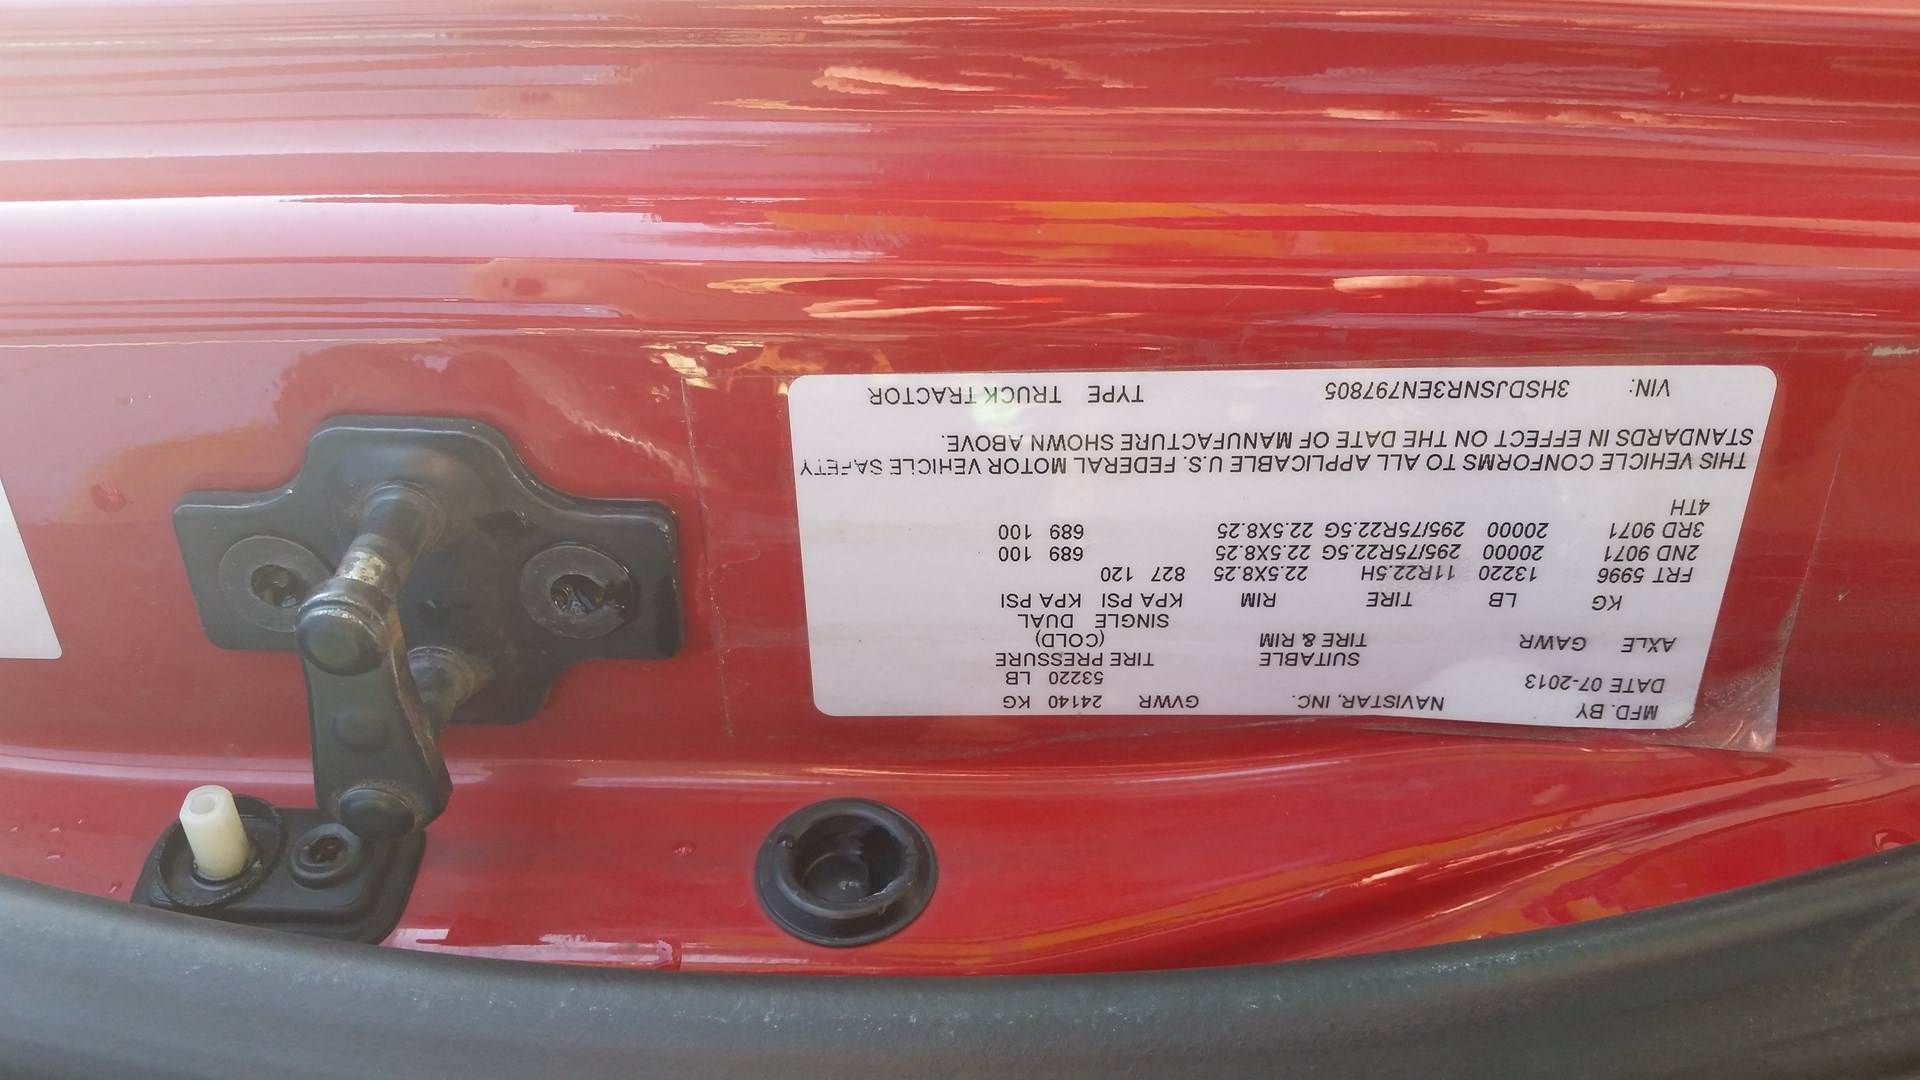 MFD. BY NAVISTAR, INC. GVWR 24140 KG
DATE 07-2013 53220 LB
SUITABLE TIRE PRESSURE
AXLE GAWR TIRE & RIM (COLD)
SINGLE DUAL
KG LB TIRE RIM KPA PSI KPA PSI
FRT 5996 13220 11R22.5H 22.5X8.25 827 120
2ND 9071 20000 295/75R22.5G 22.5X8.25 689 100
3RD 9071 20000 295/75R22.5G 22.5X8.25 689 100
4TH
THIS VEHICLE CONFORMS TO ALL APPLICABLE U.S. FEDERAL MOTOR VEHICLE SAFETY
STANDARDS IN EFFECT ON THE DATE OF MANUFACTURE SHOWN ABOVE.
VIN: 3HSDJSNR3EN797805 TYPE TRUCK TRACTOR